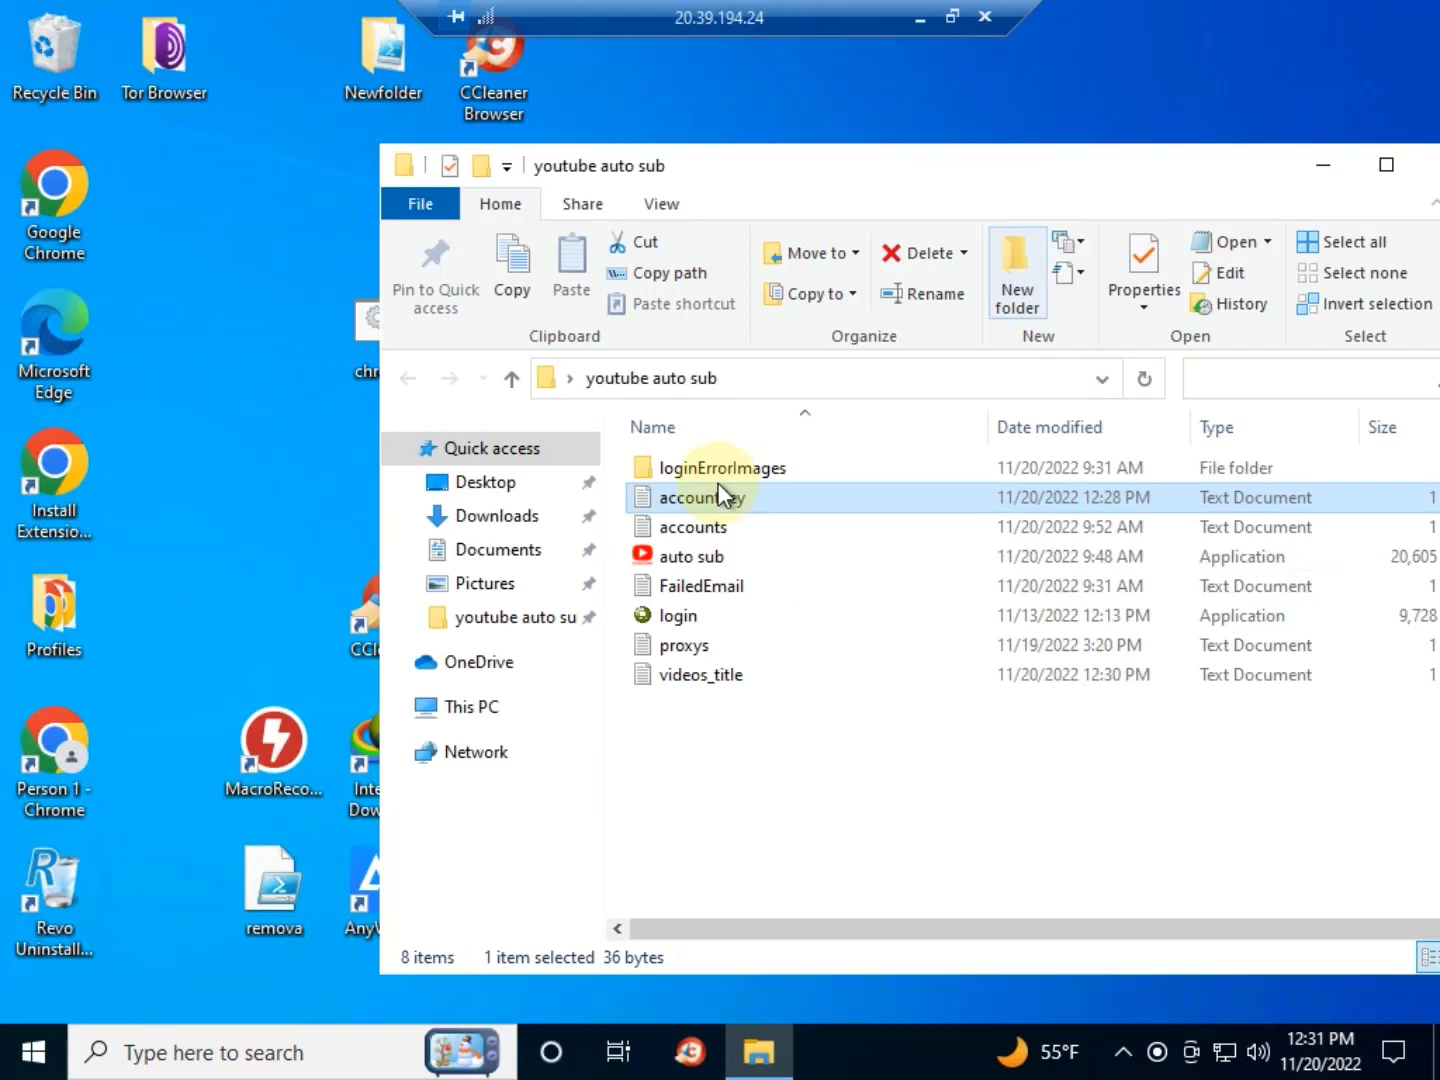 20.39.194.24
Recycle Bin
Tor Browser
Newfolder
CCleaner
Browser
youtube auto sub
File
Home
Share
View
Pin to Quick
access
Copy
Paste
Cut
Copy path
Paste shortcut
Clipboard
Move to
Copy to
Delete
Rename
Organize
New
folder
New
Properties
Open
Edit
History
Open
Select all
Select none
Invert selection
Select
youtube auto sub
Google
Chrome
Microsoft
Edge
Install
Extensio...
Profiles
Person 1 -
Chrome
MacroReco...
Revo
Uninstall...
remova
Quick access
Desktop
Downloads
Documents
Pictures
youtube auto su
OneDrive
This PC
Network
Name Date modified Type Size
loginErrorImages 11/20/2022 9:31 AM File folder
11/20/2022 12:28 PM Text Document 1
accounts 11/20/2022 9:52 AM Text Document 1
auto sub 11/20/2022 9:48 AM Application 20,605
FailedEmail 11/20/2022 9:31 AM Text Document 1
login 11/13/2022 12:13 PM Application 9,728
proxys 11/19/2022 3:20 PM Text Document 1
videos_title 11/20/2022 12:30 PM Text Document 1
8 items 1 item selected 36 bytes
Type here to search
55°F
12:31 PM
11/20/2022